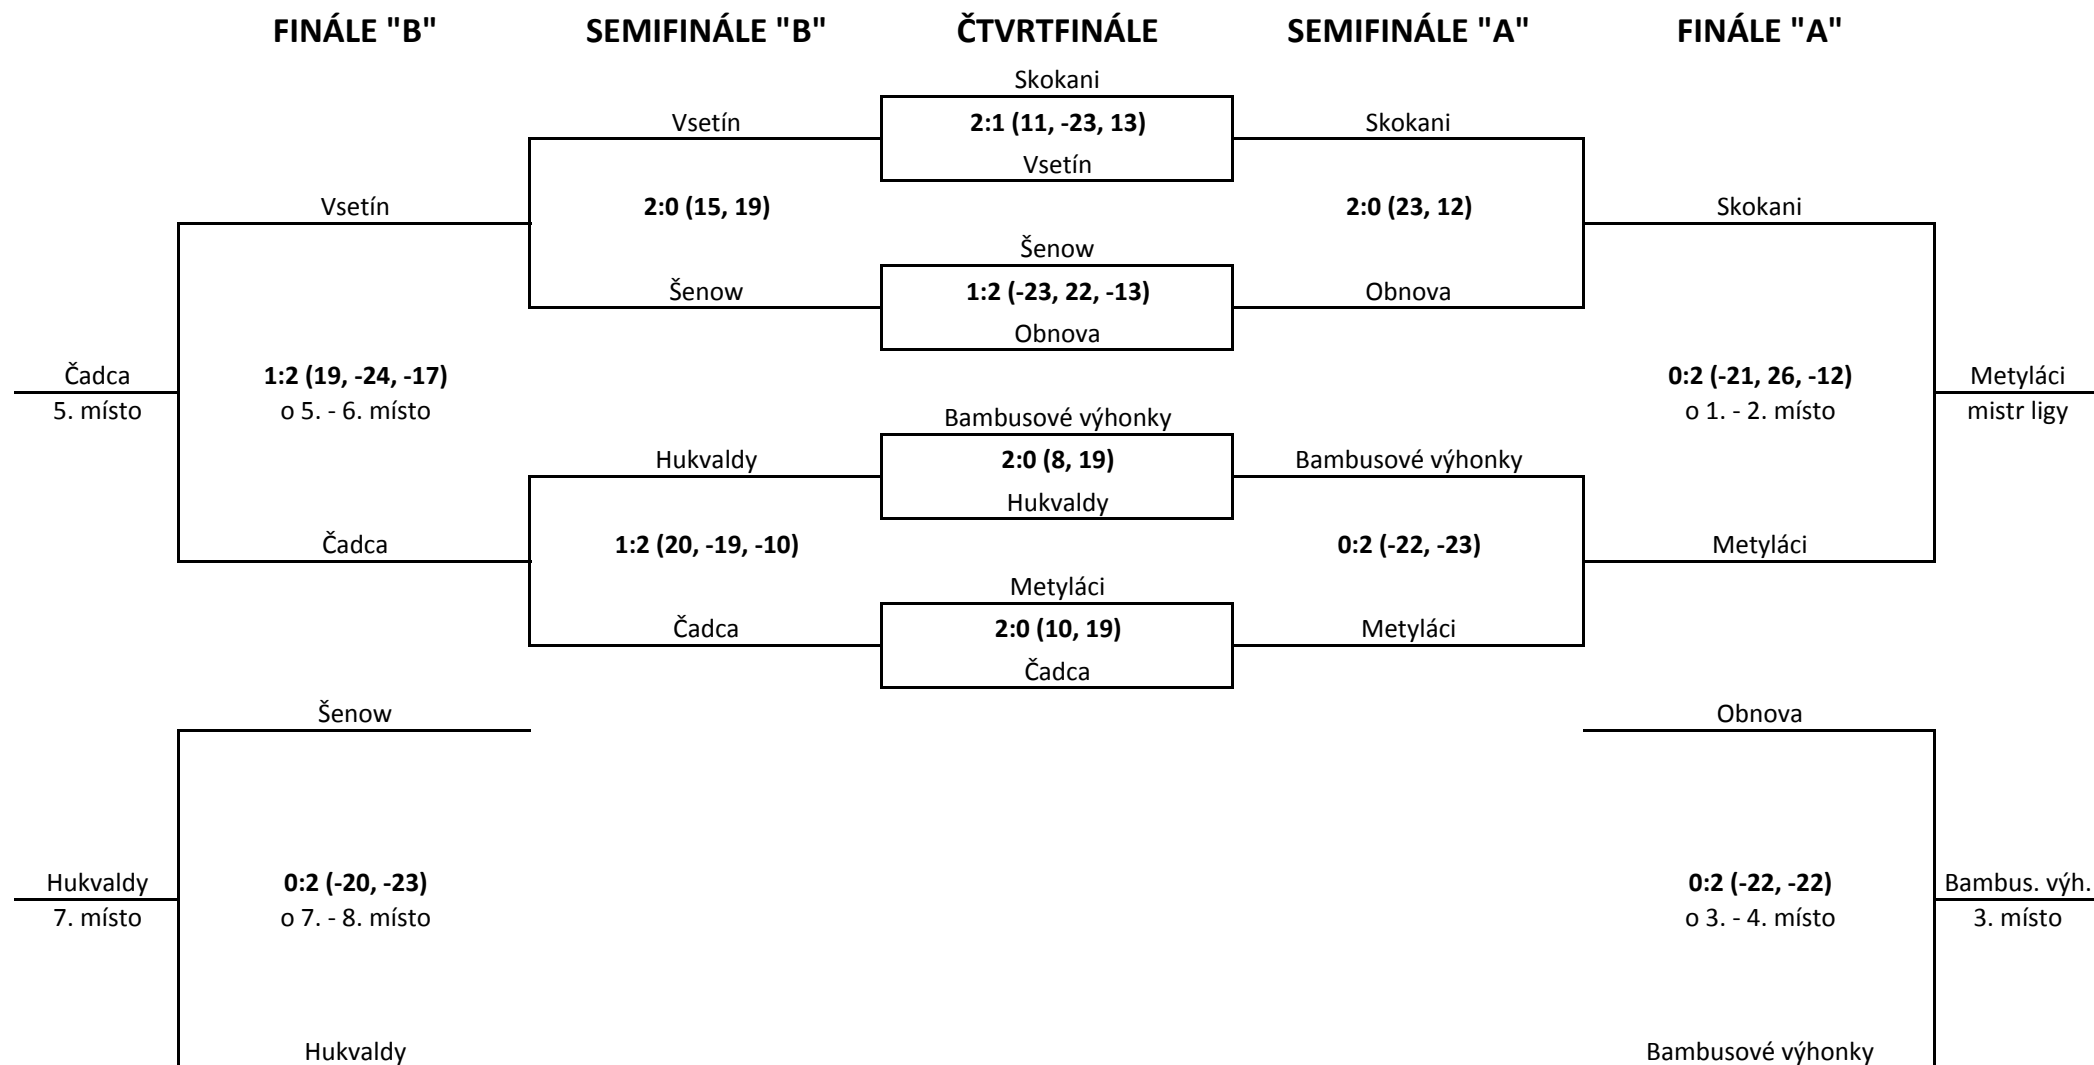 FINÁLE "B" SEMIFINÁLE "B" ČTVRTFINÁLE SEMIFINÁLE "A" FINÁLE "A"
Skokani
Vsetín 2:1 (11, -23, 13) Skokani
Vsetín
Vsetín 2:0 (15, 19) 2:0 (23, 12) Skokani
Šenow
Šenow 1:2 (-23, 22, -13) Obnova
Obnova
Čadca 1:2 (19, -24, -17) 0:2 (-21, 26, -12) Metyláci
5. místo o 5. - 6. místo o 1. - 2. místo mistr ligy
Bambusové výhonky
Hukvaldy 2:0 (8, 19) Bambusové výhonky
Hukvaldy
Čadca 1:2 (20, -19, -10) 0:2 (-22, -23) Metyláci
Metyláci
Čadca 2:0 (10, 19) Metyláci
Čadca
Šenow Obnova
Hukvaldy 0:2 (-20, -23) 0:2 (-22, -22) Bambus. výh.
7. místo o 7. - 8. místo o 3. - 4. místo 3. místo
Hukvaldy Bambusové výhonky